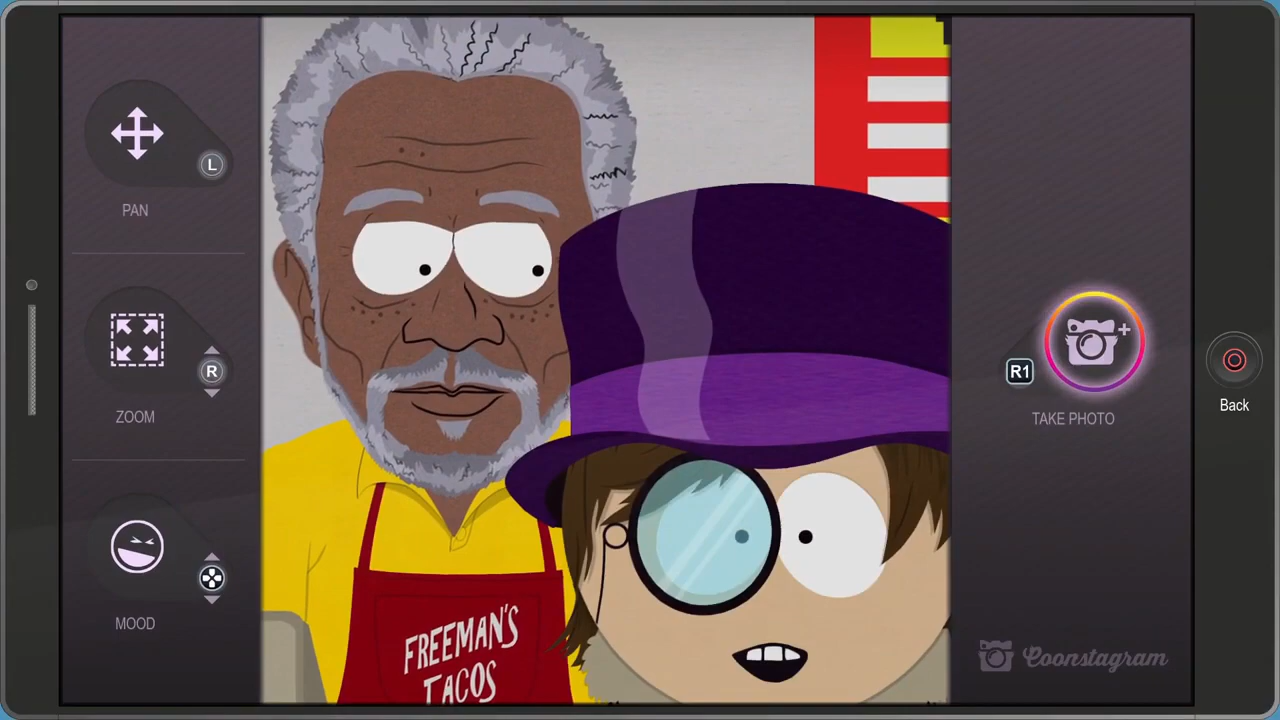 L
PAN
R
ZOOM
MOOD
FREEMAN'S
TACOS
R1
TAKE PHOTO
Back
Coonstagram